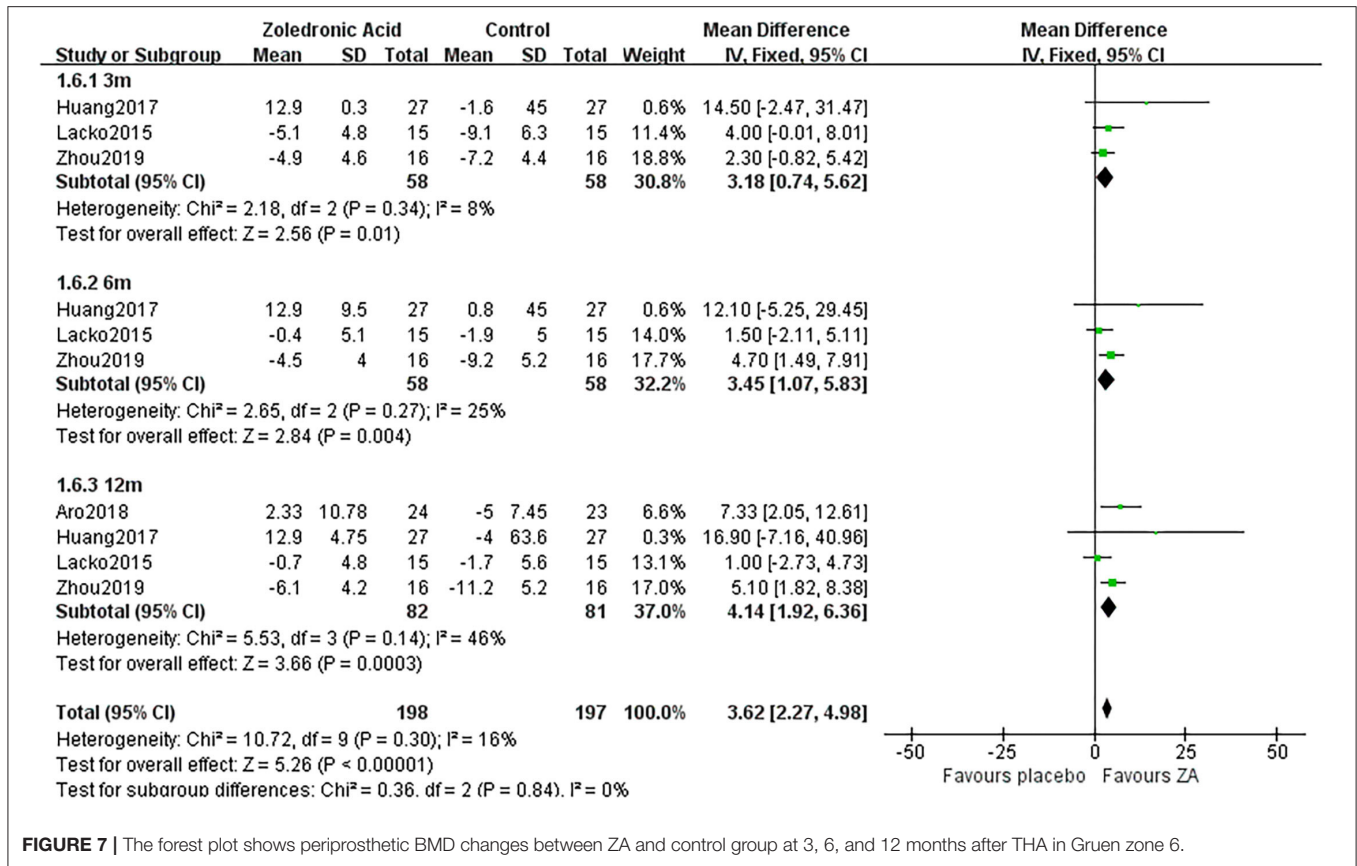 Zoledronic Acid Control Mean Difference Mean Difference
Study or Subgroup Mean SD Total Mean SD Total Weight IV, Fixed, 95% CI IV, Fixed, 95% CI
1.6.1 3m
Huang2017 12.9 0.3 27 -1.6 45 27 0.6% 14.50 [-2.47, 31.47]
Lacko2015 -5.1 4.8 15 -9.1 6.3 15 11.4% 4.00 [-0.01, 8.01]
Zhou2019 -4.9 4.6 16 -7.2 4.4 16 18.8% 2.30 [-0.82, 5.42]
Subtotal (95% CI) 58 58 30.8% 3.18 [0.74, 5.62]
Heterogeneity: Chi² = 2.18, df = 2 (P = 0.34); I² = 8%
Test for overall effect: Z = 2.56 (P = 0.01)
1.6.2 6m
Huang2017 12.9 9.5 27 0.8 45 27 0.6% 12.10 [-5.25, 29.45]
Lacko2015 -0.4 5.1 15 -1.9 5 15 14.0% 1.50 [-2.11, 5.11]
Zhou2019 -4.5 4 16 -9.2 5.2 16 17.7% 4.70 [1.49, 7.91]
Subtotal (95% CI) 58 58 32.2% 3.45 [1.07, 5.83]
Heterogeneity: Chi² = 2.65, df = 2 (P = 0.27); I² = 25%
Test for overall effect: Z = 2.84 (P = 0.004)
1.6.3 12m
Aro2018 2.33 10.78 24 -5 7.45 23 6.6% 7.33 [2.05, 12.61]
Huang2017 12.9 4.75 27 -4 63.6 27 0.3% 16.90 [-7.16, 40.96]
Lacko2015 -0.7 4.8 15 -1.7 5.6 15 13.1% 1.00 [-2.73, 4.73]
Zhou2019 -6.1 4.2 16 -11.2 5.2 16 17.0% 5.10 [1.82, 8.38]
Subtotal (95% CI) 82 81 37.0% 4.14 [1.92, 6.36]
Heterogeneity: Chi² = 5.53, df = 3 (P = 0.14); I² = 46%
Test for overall effect: Z = 3.66 (P = 0.0003)
Total (95% CI) 198 197 100.0% 3.62 [2.27, 4.98]
Heterogeneity: Chi² = 10.72, df = 9 (P = 0.30); I² = 16%
Test for overall effect: Z = 5.26 (P < 0.00001)
Test for subgroup differences: Chi² = 0.36, df = 2 (P = 0.84), I² = 0%
-50 -25 0 25 50
Favours placebo Favours ZA
FIGURE 7 | The forest plot shows periprosthetic BMD changes between ZA and control group at 3, 6, and 12 months after THA in Gruen zone 6.